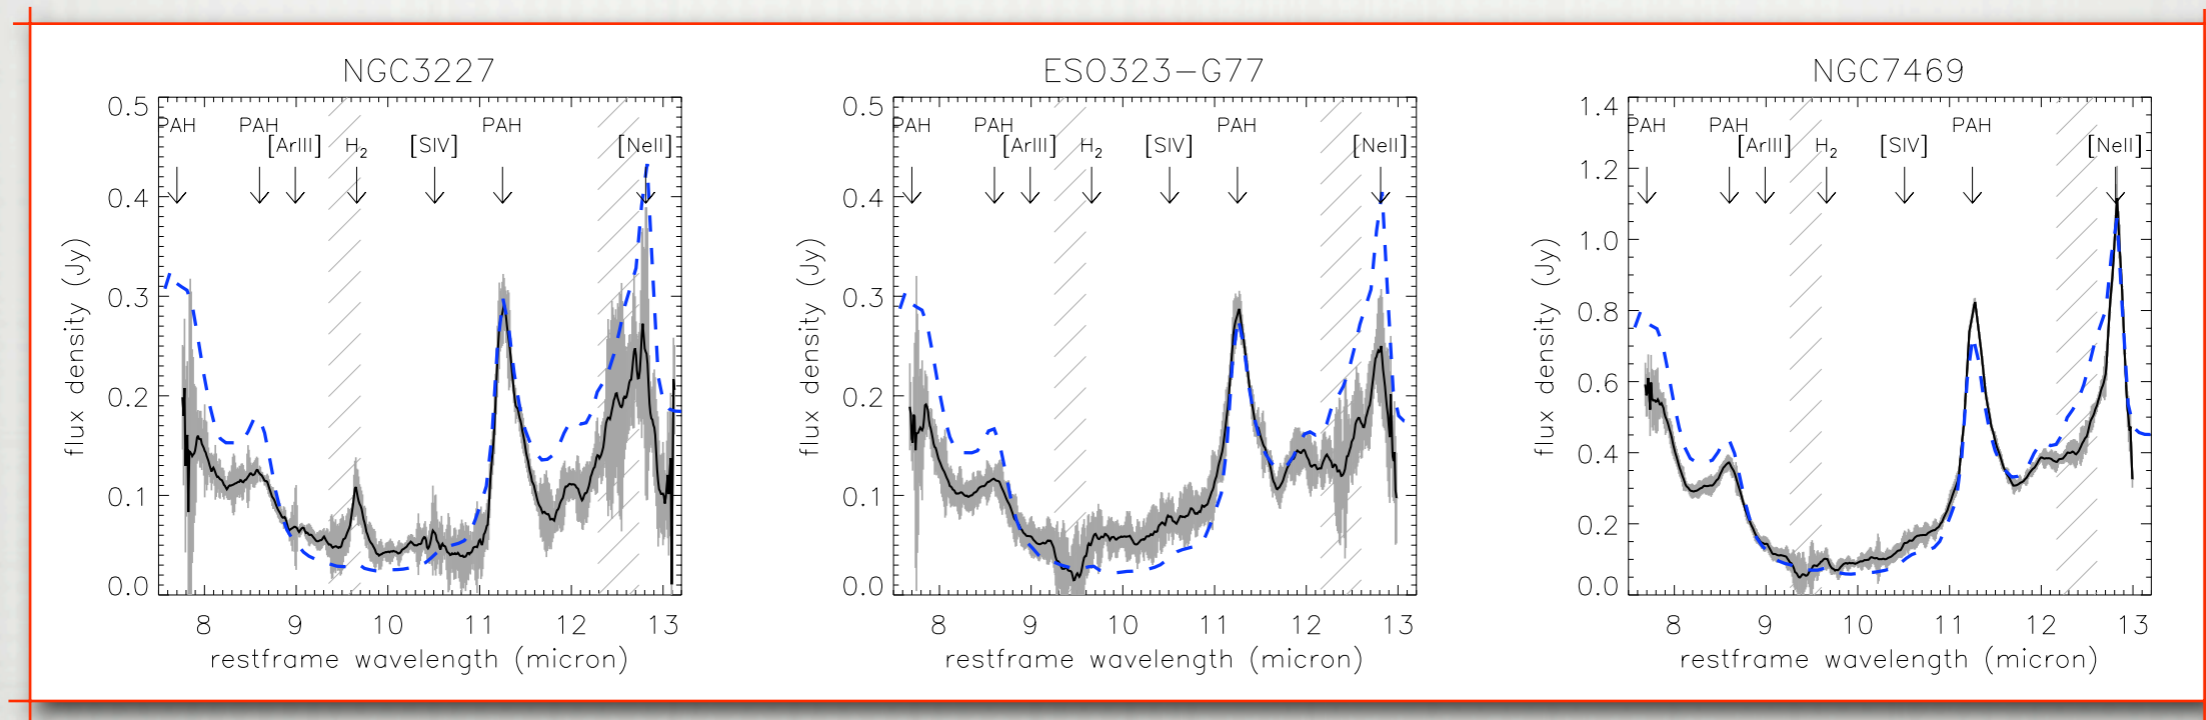 NGC3227
0.5
PAH PAH PAH
[ArIII] H2 [SIV] [NeII]
0.4
0.3
0.2
0.1
0.0
flux density (Jy)
8 9 10 11 12 13
restframe wavelength (micron)
ESO323-G77
0.5
PAH PAH PAH
[ArIII] H2 [SIV] [NeII]
0.4
0.3
0.2
0.1
0.0
flux density (Jy)
8 9 10 11 12 13
restframe wavelength (micron)
NGC7469
1.4
PAH PAH PAH
[ArIII] H2 [SIV] [NeII]
1.2
1.0
0.8
0.6
0.4
0.2
0.0
flux density (Jy)
8 9 10 11 12 13
restframe wavelength (micron)